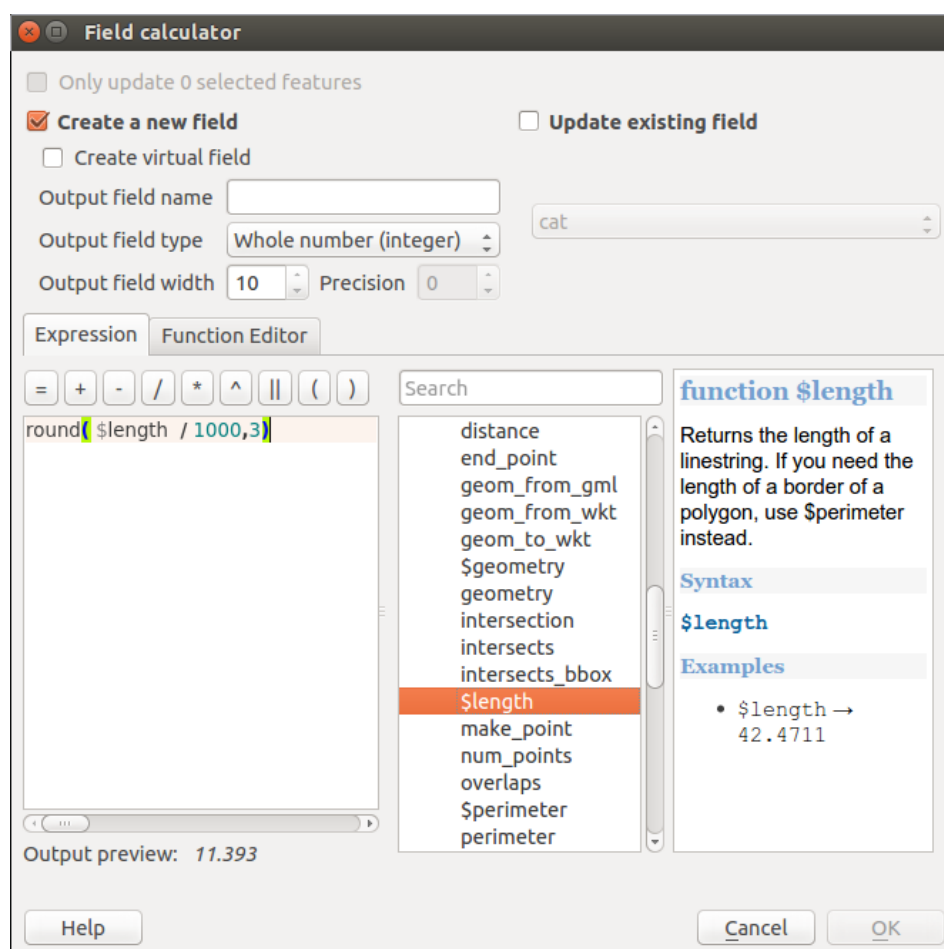 Field calculator
Only update 0 selected features
Create a new field
Update existing field
Create virtual field
Output field name
cat
Output field type Whole number (integer)
Output field width 10 Precision 0
Expression Function Editor
= + - / * ^ || ( )
Search
round( $length / 1000,3)
distance
end_point
geom_from_gml
geom_from_wkt
geom_to_wkt
$geometry
geometry
intersection
intersects
intersects_bbox
$length
make_point
num_points
overlaps
$perimeter
perimeter
function $length
Returns the length of a
linestring. If you need the
length of a border of a
polygon, use $perimeter
instead.
Syntax
$length
Examples
• $length →
42.4711
Output preview: 11.393
Help
Cancel
OK